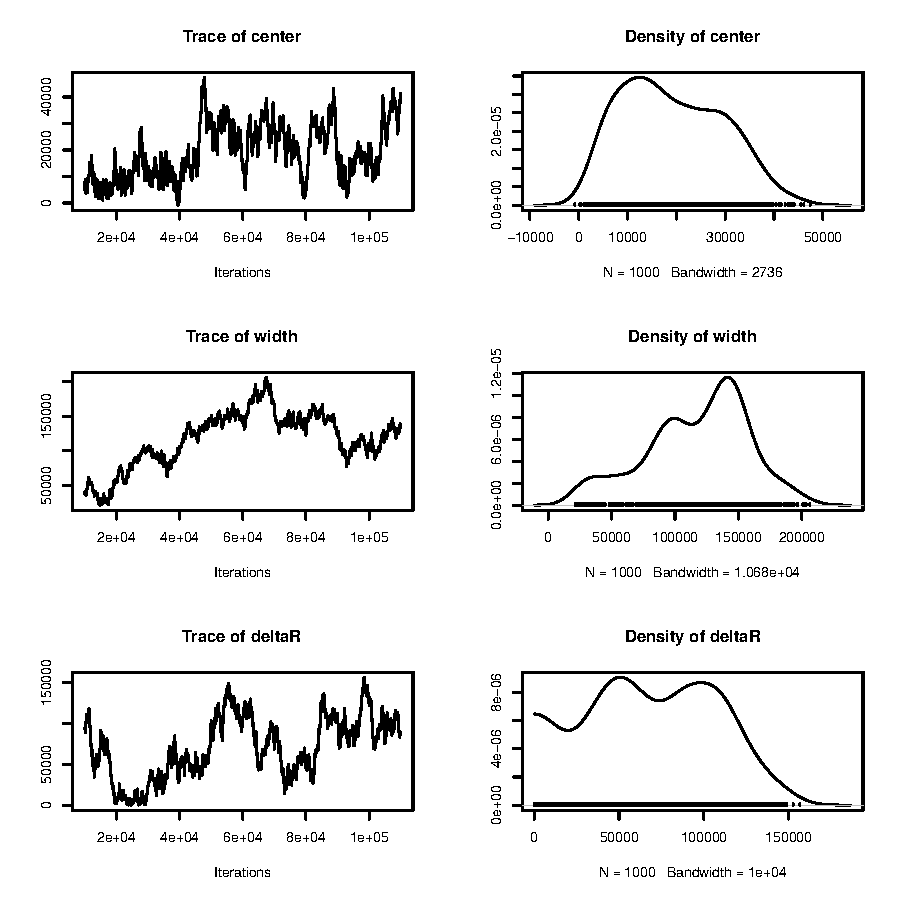 Trace of center
Density of center
40000
20000
0
2e+04 4e+04 6e+04 8e+04 1e+05
Iterations
2.0e−05
0.0e+00
−10000 0 10000 30000 50000
N = 1000 Bandwidth = 2736
Trace of width
Density of width
150000
50000
2e+04 4e+04 6e+04 8e+04 1e+05
Iterations
1.2e−05
6.0e−06
0.0e+00
0 50000 100000 150000 200000
N = 1000 Bandwidth = 1.068e+04
Trace of deltaR
Density of deltaR
150000
50000
0
2e+04 4e+04 6e+04 8e+04 1e+05
Iterations
8e−06
4e−06
0e+00
0 50000 100000 150000
N = 1000 Bandwidth = 1e+04